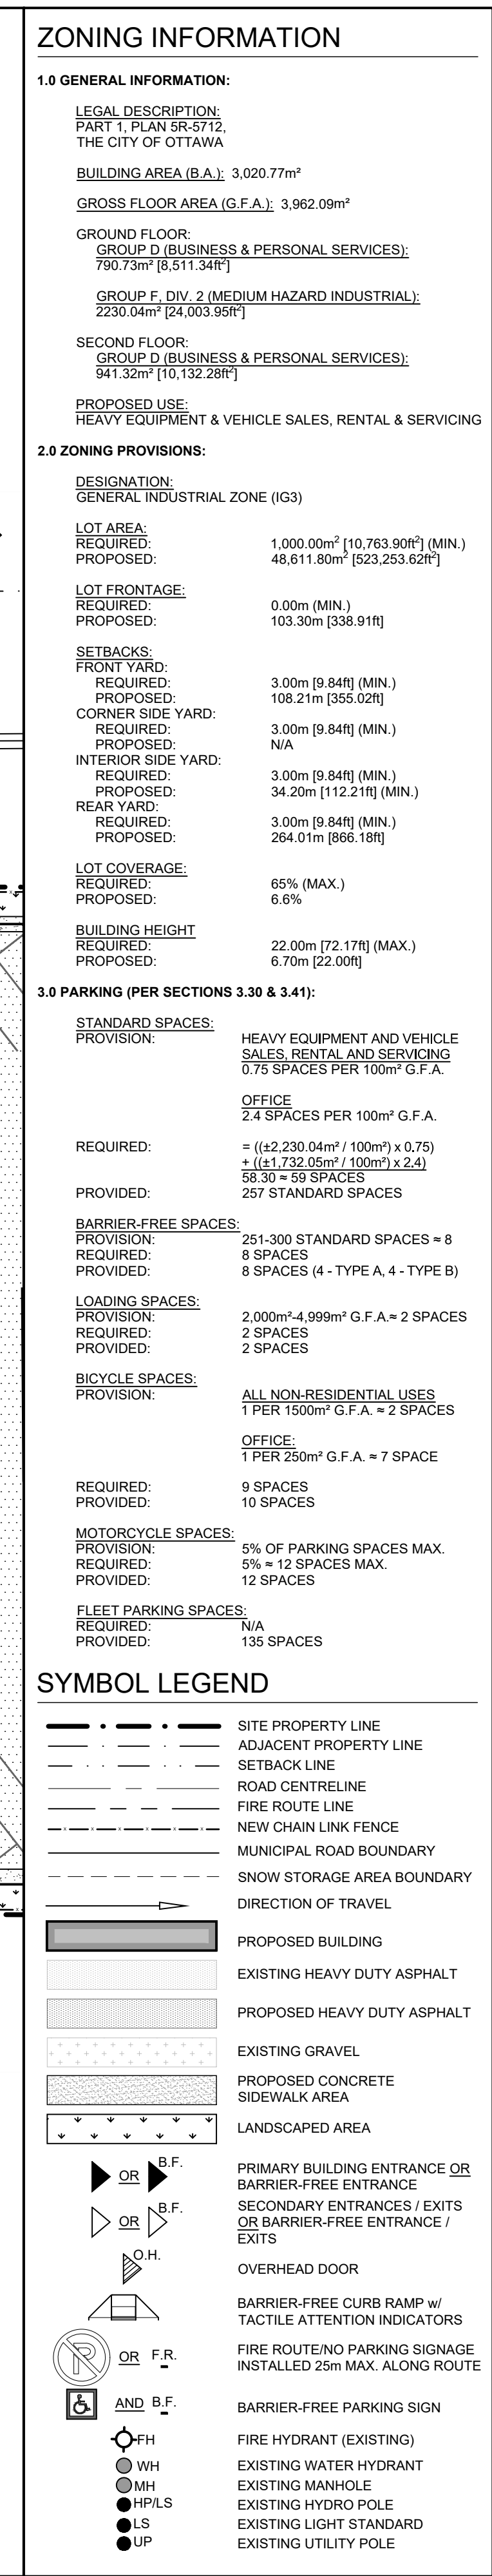 ZONING INFORMATION
1.0 GENERAL INFORMATION:
LEGAL DESCRIPTION:
PART 1, PLAN 5R-5712,
THE CITY OF OTTAWA
BUILDING AREA (B.A.): 3,020.77m²
GROSS FLOOR AREA (G.F.A.): 3,962.09m²
GROUND FLOOR:
GROUP D (BUSINESS & PERSONAL SERVICES):
790.73m² [8,511.34ft²]
GROUP F, DIV. 2 (MEDIUM HAZARD INDUSTRIAL):
2230.04m² [24,003.95ft²]
SECOND FLOOR:
GROUP D (BUSINESS & PERSONAL SERVICES):
941.32m² [10,132.28ft²]
PROPOSED USE:
HEAVY EQUIPMENT & VEHICLE SALES, RENTAL & SERVICING
2.0 ZONING PROVISIONS:
DESIGNATION:
GENERAL INDUSTRIAL ZONE (IG3)
LOT AREA:
REQUIRED: 1,000.00m² [10,763.90ft²] (MIN.)
PROPOSED: 48,611.80m² [523,253.62ft²]
LOT FRONTAGE:
REQUIRED: 0.00m (MIN.)
PROPOSED: 103.30m [338.91ft]
SETBACKS:
FRONT YARD:
REQUIRED: 3.00m [9.84ft] (MIN.)
PROPOSED: 108.21m [355.02ft]
CORNER SIDE YARD:
REQUIRED: 3.00m [9.84ft] (MIN.)
PROPOSED: N/A
INTERIOR SIDE YARD:
REQUIRED: 3.00m [9.84ft] (MIN.)
PROPOSED: 34.20m [112.21ft] (MIN.)
REAR YARD:
REQUIRED: 3.00m [9.84ft] (MIN.)
PROPOSED: 264.01m [866.18ft]
LOT COVERAGE:
REQUIRED: 65% (MAX.)
PROPOSED: 6.6%
BUILDING HEIGHT
REQUIRED: 22.00m [72.17ft] (MAX.)
PROPOSED: 6.70m [22.00ft]
3.0 PARKING (PER SECTIONS 3.30 & 3.41):
STANDARD SPACES:
PROVISION: HEAVY EQUIPMENT AND VEHICLE
SALES, RENTAL AND SERVICING
0.75 SPACES PER 100m² G.F.A.
OFFICE
2.4 SPACES PER 100m² G.F.A.
REQUIRED: = ((±2,230.04m² / 100m²) x 0.75)
+ ((±1,732.05m² / 100m²) x 2.4)
58.30 ≈ 59 SPACES
PROVIDED: 257 STANDARD SPACES
BARRIER-FREE SPACES:
PROVISION: 251-300 STANDARD SPACES ≈ 8
REQUIRED: 8 SPACES
PROVIDED: 8 SPACES (4 - TYPE A, 4 - TYPE B)
LOADING SPACES:
PROVISION: 2,000m²-4,999m² G.F.A.≈ 2 SPACES
REQUIRED: 2 SPACES
PROVIDED: 2 SPACES
BICYCLE SPACES:
PROVISION: ALL NON-RESIDENTIAL USES
1 PER 1500m² G.F.A. ≈ 2 SPACES
OFFICE:
1 PER 250m² G.F.A. ≈ 7 SPACE
REQUIRED: 9 SPACES
PROVIDED: 10 SPACES
MOTORCYCLE SPACES:
PROVISION: 5% OF PARKING SPACES MAX.
REQUIRED: 5% ≈ 12 SPACES MAX.
PROVIDED: 12 SPACES
FLEET PARKING SPACES:
REQUIRED: N/A
PROVIDED: 135 SPACES
SYMBOL LEGEND
SITE PROPERTY LINE
ADJACENT PROPERTY LINE
SETBACK LINE
ROAD CENTRELINE
FIRE ROUTE LINE
NEW CHAIN LINK FENCE
MUNICIPAL ROAD BOUNDARY
SNOW STORAGE AREA BOUNDARY
DIRECTION OF TRAVEL
PROPOSED BUILDING
EXISTING HEAVY DUTY ASPHALT
PROPOSED HEAVY DUTY ASPHALT
EXISTING GRAVEL
PROPOSED CONCRETE
SIDEWALK AREA
LANDSCAPED AREA
OR B.F. PRIMARY BUILDING ENTRANCE OR
BARRIER-FREE ENTRANCE
OR B.F. SECONDARY ENTRANCES / EXITS
OR BARRIER-FREE ENTRANCE /
EXITS
O.H. OVERHEAD DOOR
BARRIER-FREE CURB RAMP w/
TACTILE ATTENTION INDICATORS
P OR F.R. FIRE ROUTE/NO PARKING SIGNAGE
INSTALLED 25m MAX. ALONG ROUTE
AND B.F. BARRIER-FREE PARKING SIGN
FH FIRE HYDRANT (EXISTING)
WH EXISTING WATER HYDRANT
MH EXISTING MANHOLE
HP/LS EXISTING HYDRO POLE
LS EXISTING LIGHT STANDARD
UP EXISTING UTILITY POLE